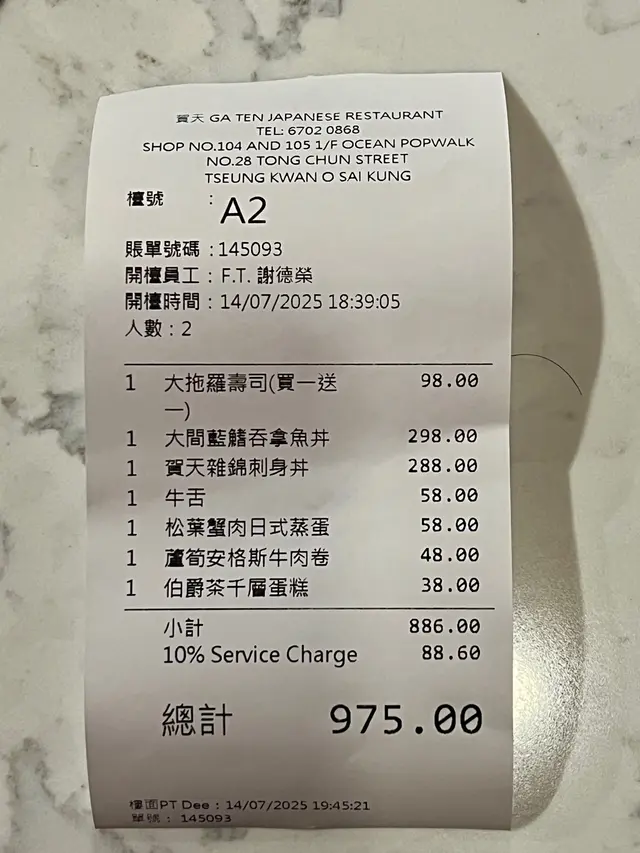 賀天 GA TEN JAPANESE RESTAURANT
TEL: 6702 0868
SHOP NO.104 AND 105 1/F OCEAN POPWALK
NO.28 TONG CHUN STREET
TSEUNG KWAN O SAI KUNG
檯號 : A2
賬單號碼 : 145093
開檯員工 : F.T. 謝德榮
開檯時間 : 14/07/2025 18:39:05
人數 : 2
1 大拖羅壽司(買一送 98.00
一)
1 大間藍鰭吞拿魚丼 298.00
1 賀天雜錦刺身丼 288.00
1 牛舌 58.00
1 松葉蟹肉日式蒸蛋 58.00
1 蘆筍安格斯牛肉卷 48.00
1 伯爵茶千層蛋糕 38.00
小計 886.00
10% Service Charge 88.60
總計 975.00
樓面PT Dee : 14/07/2025 19:45:21
單號 : 145093